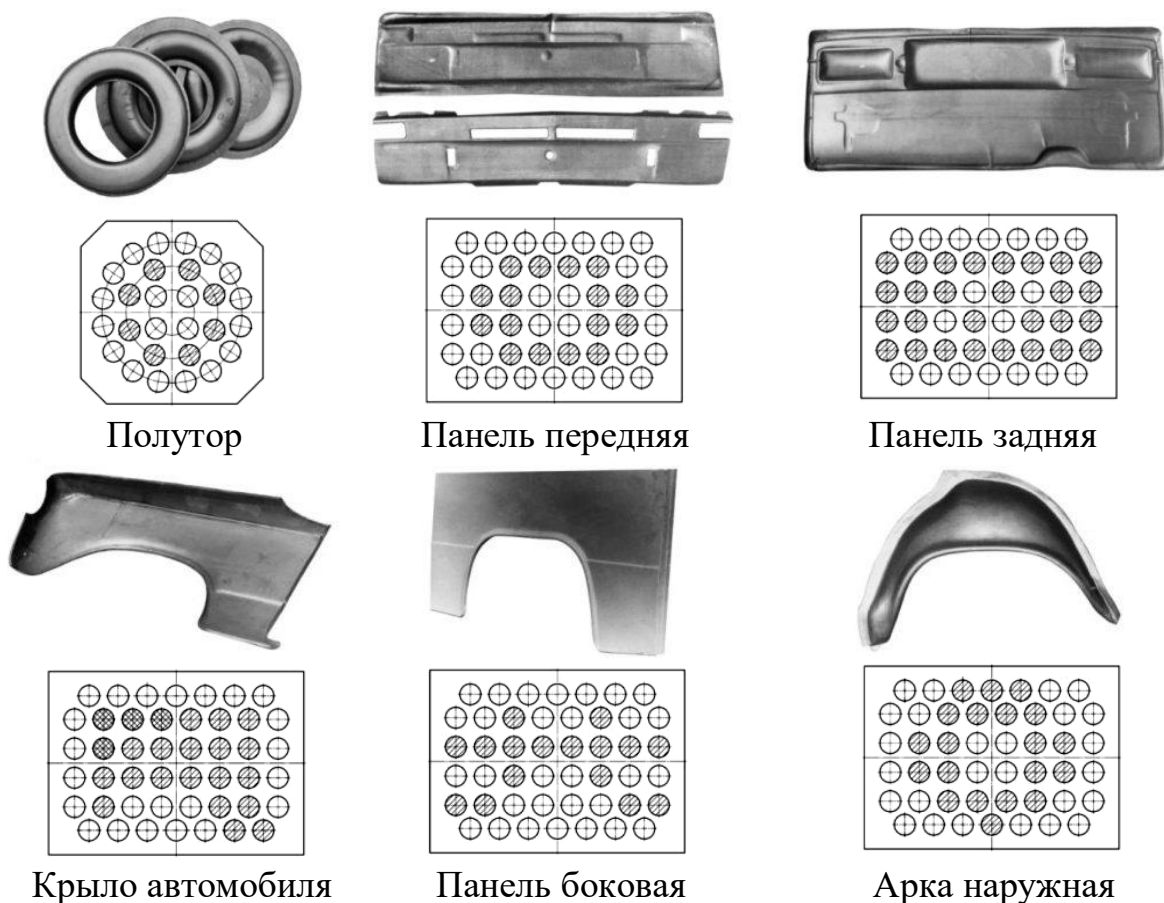 Полутор
Панель передняя
Панель задняя
Крыло автомобиля
Панель боковая
Арка наружная